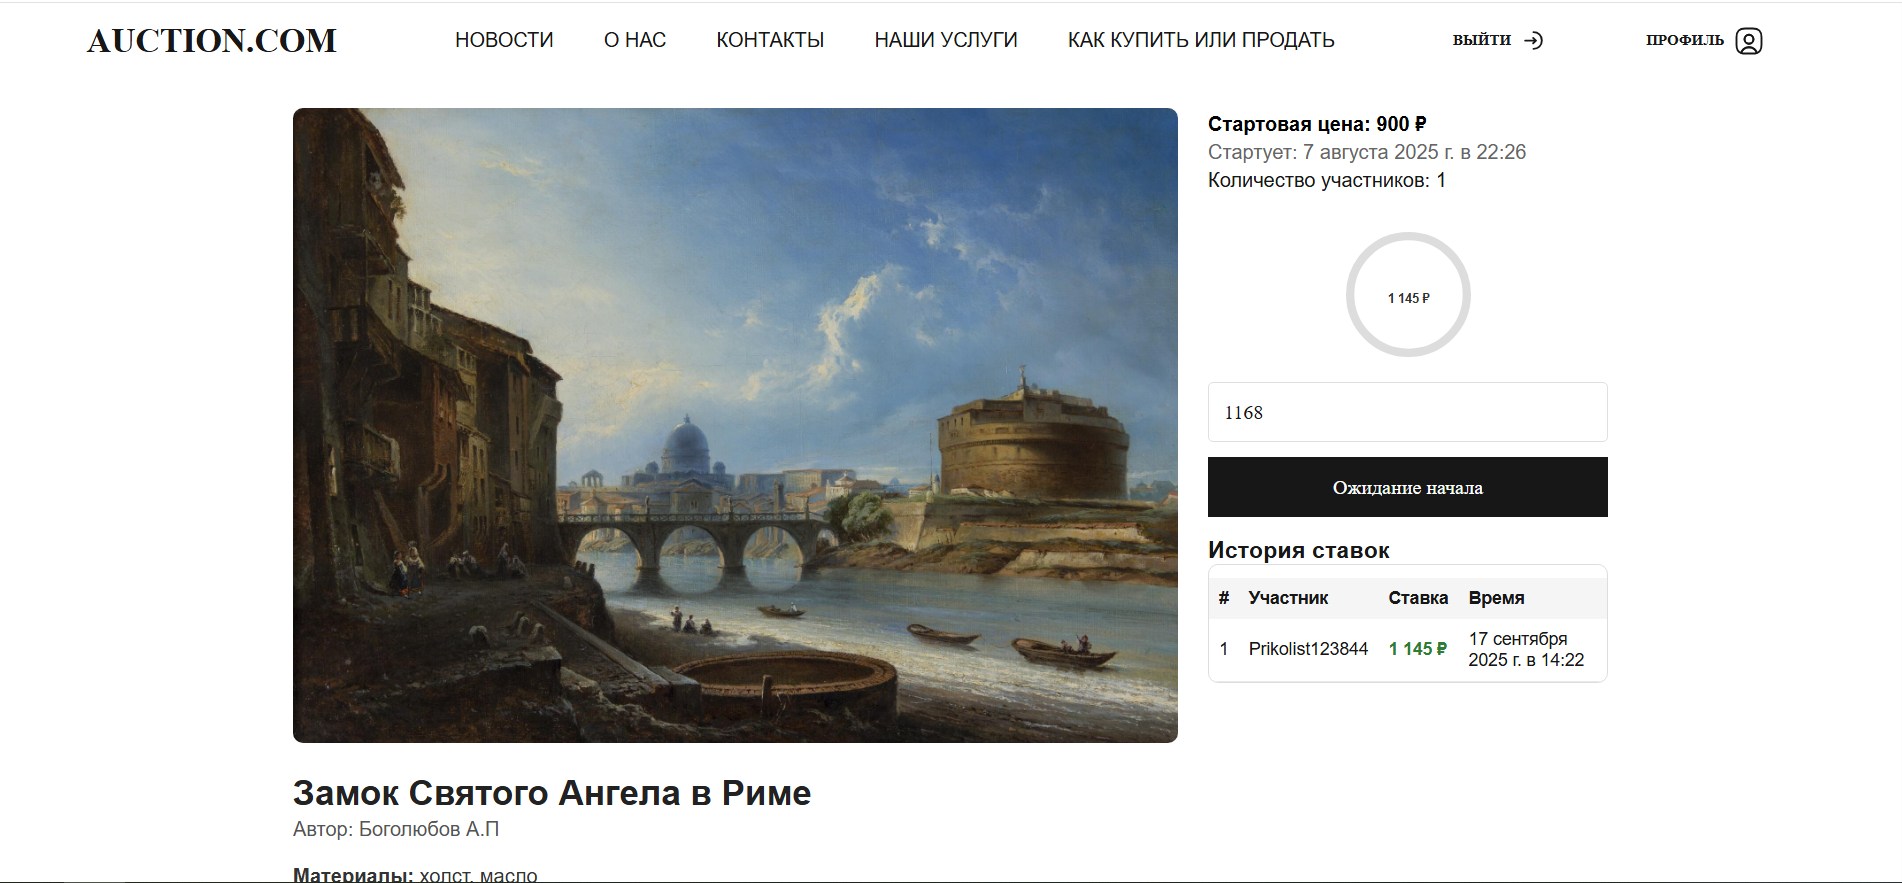 AUCTION.COM
НОВОСТИ
О НАС
КОНТАКТЫ
НАШИ УСЛУГИ
КАК КУПИТЬ ИЛИ ПРОДАТЬ
ВЫЙТИ
ПРОФИЛЬ
Стартовая цена: 900 ₽
Стартует: 7 августа 2025 г. в 22:26
Количество участников: 1
1 145 ₽
1168
Ожидание начала
История ставок
# Участник Ставка Время
1 Prikolist123844 1 145 ₽ 17 сентября
2025 г. в 14:22
Замок Святого Ангела в Риме
Автор: Боголюбов А.П
Материалы: холст, масло